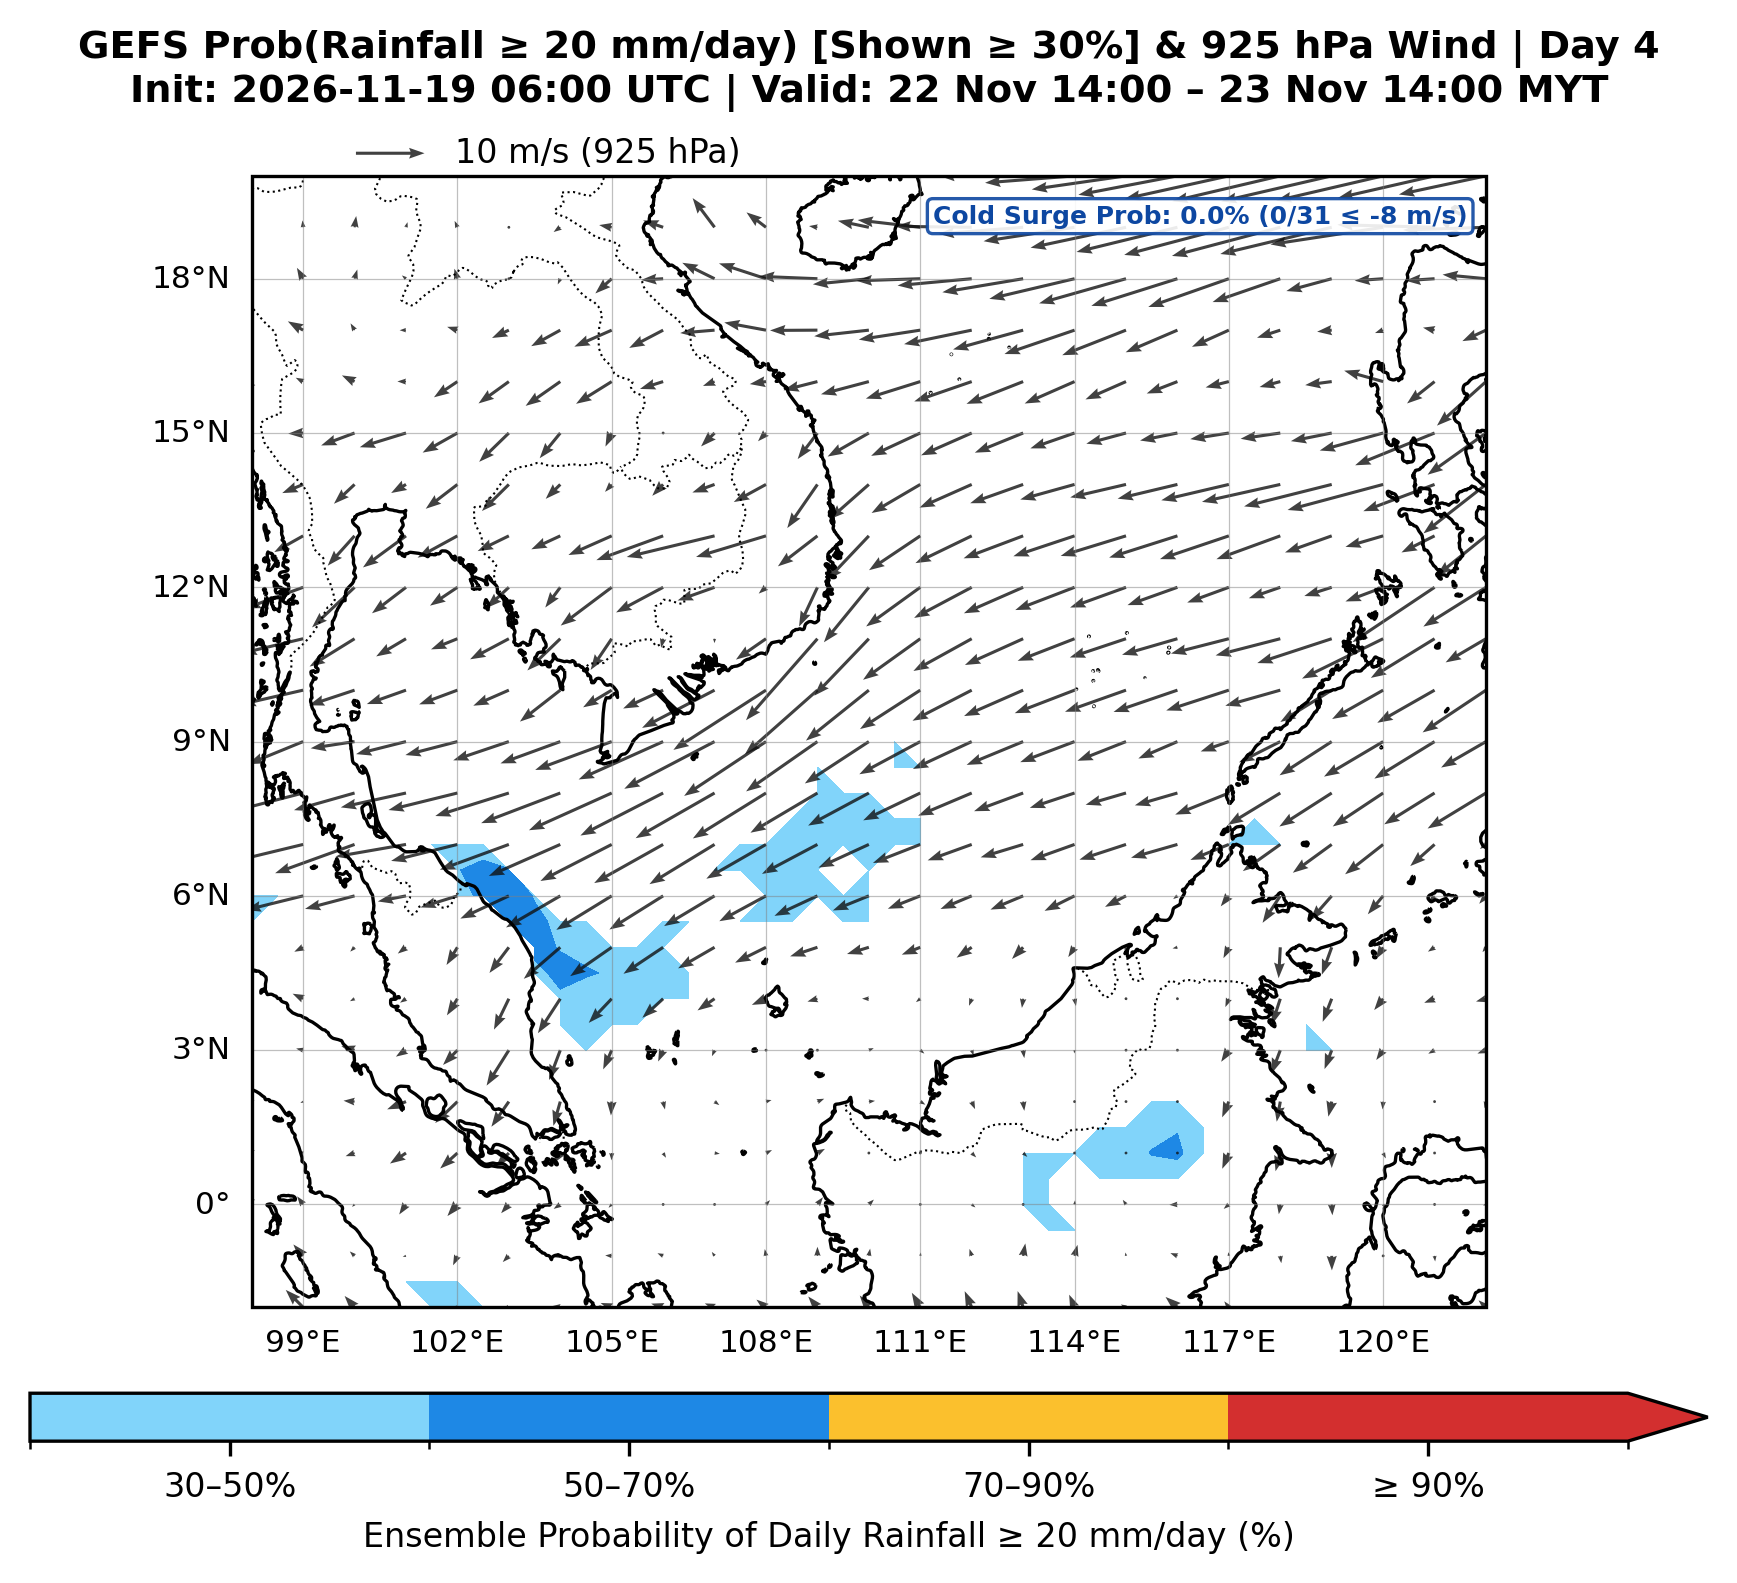 GEFS Prob(Rainfall ≥ 20 mm/day) [Shown ≥ 30%] & 925 hPa Wind | Day 4
Init: 2026-11-19 06:00 UTC | Valid: 22 Nov 14:00 – 23 Nov 14:00 MYT
10 m/s (925 hPa)
Cold Surge Prob: 0.0% (0/31 ≤ -8 m/s)
18°N
15°N
12°N
9°N
6°N
3°N
0°
99°E 102°E 105°E 108°E 111°E 114°E 117°E 120°E
30–50% 50–70% 70–90% ≥ 90%
Ensemble Probability of Daily Rainfall ≥ 20 mm/day (%)